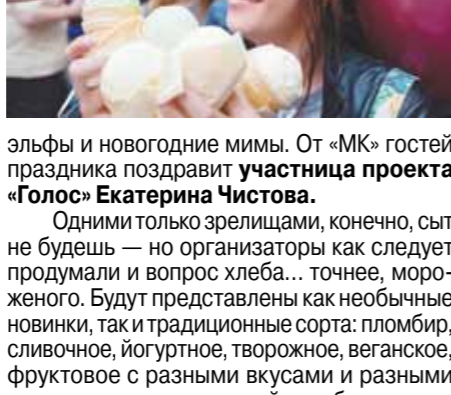 эльфы и новогодние мимы. От «МК» гостей
праздника поздравит участница проекта
«Голос» Екатерина Чистова.
Одними только зрелищами, конечно, сыт
не будешь — но организаторы как следует
продумали и вопрос хлеба... точнее, моро-
женого. Будут представлены как необычные
новинки, так и традиционные сорта: пломбир,
сливочное, йогуртное, творожное, веганское,
фруктовое с разными вкусами и разными